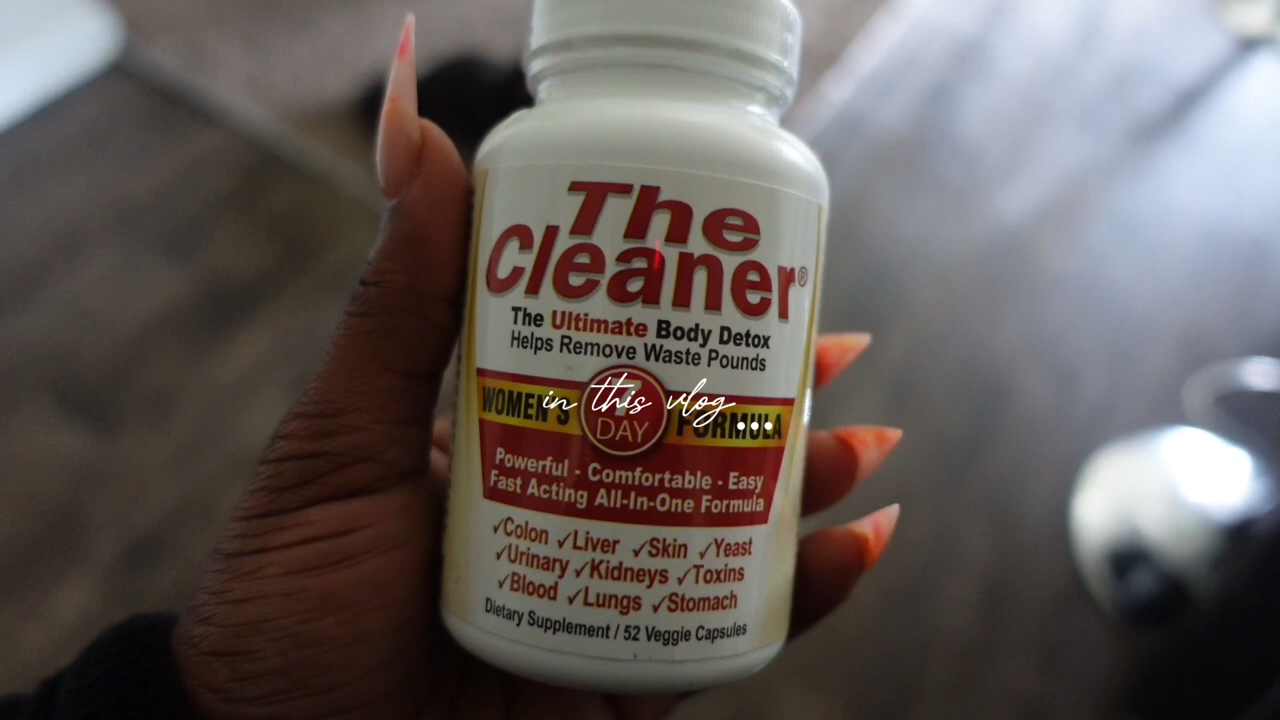 The
Cleaner®
The Ultimate Body Detox
Helps Remove Waste Pounds
WOMEN'S DAY FORMULA
in this vlog ...
Powerful - Comfortable - Easy
Fast Acting All-In-One Formula
✓Colon ✓Liver ✓Skin ✓Yeast
✓Urinary ✓Kidneys ✓Toxins
✓Blood ✓Lungs ✓Stomach
Dietary Supplement / 52 Veggie Capsules